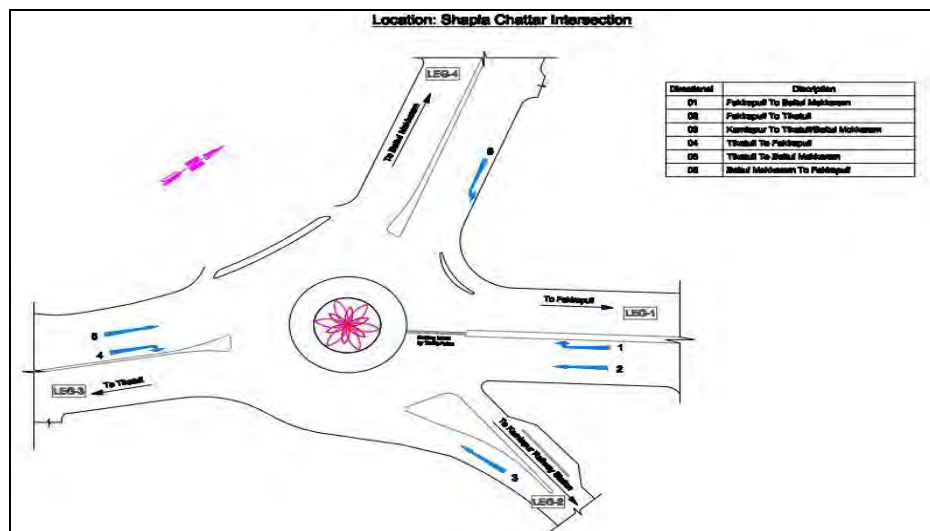 Location: Shapla Chattar Intersection
LEG-4
Directional Discription
01 Fakirapull To Baitul Mokkaram
02 Fakirapull To Tikatuli
03 Kamlapur To Tikatuli/Baitul Mokkaram
04 Tikatuli To Fakirapull
05 Tikatuli To Baitul Mokkaram
06 Baitul Mokkaram To Fakirapull
To Baitul Mokkaram
6
N
To Fakirapull
LEG-1
5
4
1
2
To Tikatuli
LEG-3
To Kamlapur Railway Station
3
LEG-2